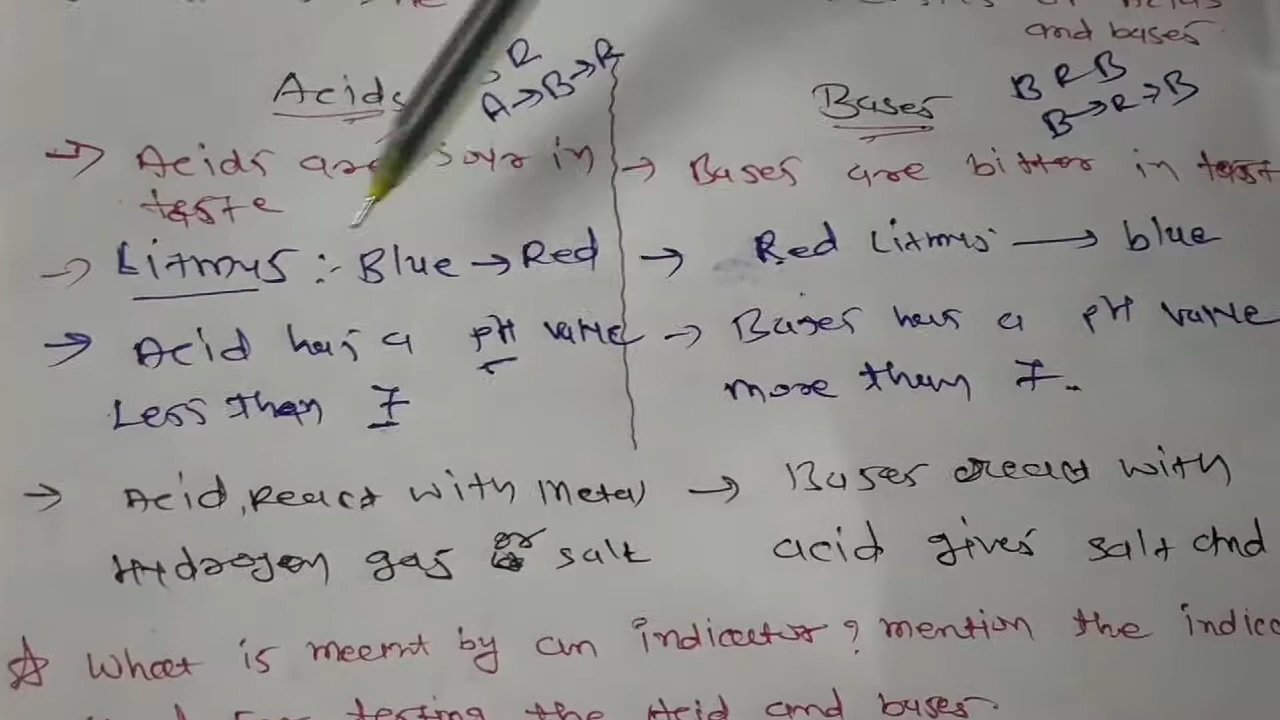 and bases
Acids
R
A→B→R
Bases
B R B
B→R→B
→ Acids are sour in
taste
→ Bases are bitter in tast
→ Litmus :- Blue → Red
→ Red Litmus → blue
→ Acid has a pH value
Less than 7
→ Bases has a pH value
more than 7.
→ Acid, React with metal
Hydrogen gas or salt
→ Bases react with
acid gives salt and
☆ What is meant by an indicator? mention the indica
testing the Acid and bases.